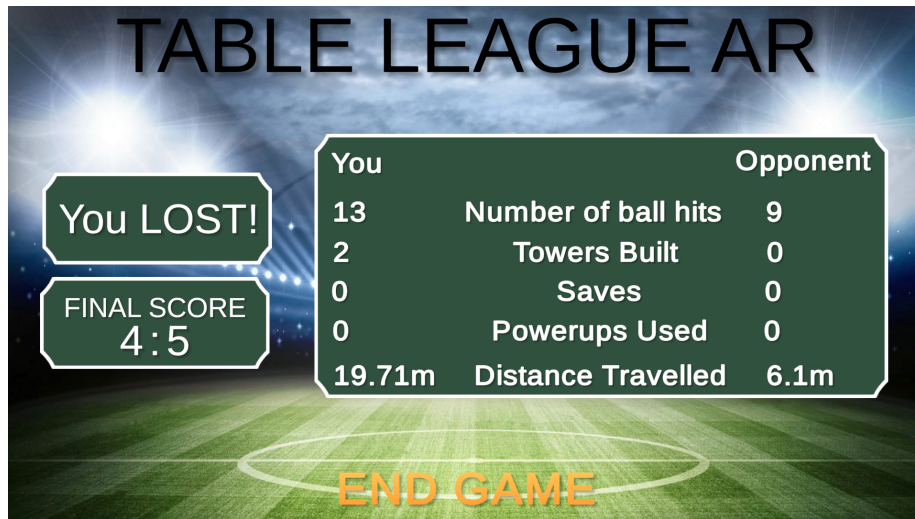 TABLE LEAGUE AR
You LOST!
FINAL SCORE
4:5
You Opponent
13 Number of ball hits 9
2 Towers Built 0
0 Saves 0
0 Powerups Used 0
19.71m Distance Travelled 6.1m
END GAME